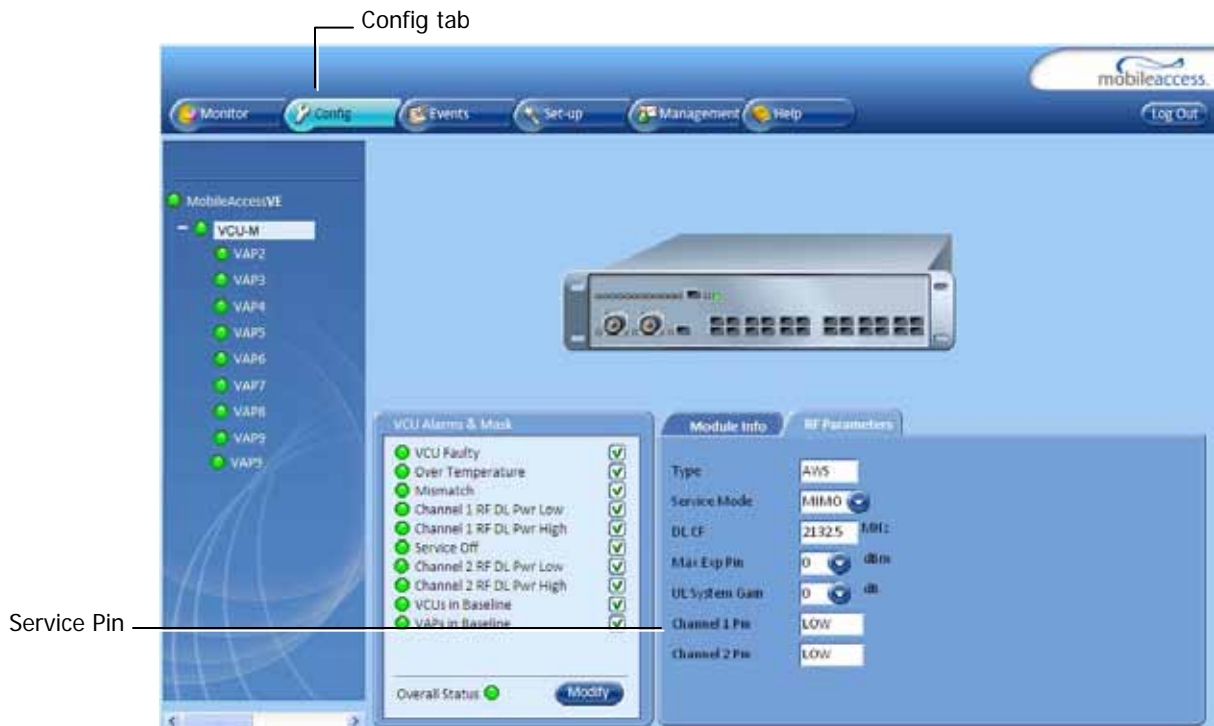 Config tab
mobileaccess.
Monitor
Config
Events
Set-up
Management
Help
Log Out
MobileAccessVE
VCU-M
VAP2
VAP3
VAP4
VAP5
VAP6
VAP7
VAP8
VAP9
VAP9
VCU Alarms & Mask
VCU Faulty
Over Temperature
Mismatch
Channel 1 RF DL Pwr Low
Channel 1 RF DL Pwr High
Service Off
Channel 2 RF DL Pwr Low
Channel 2 RF DL Pwr High
VCUs in Baseline
VAPs in Baseline
Overall Status
Modify
Module Info
RF Parameters
Type AWS
Service Mode MIMO
DL CF 2132.5 MHz
Max Exp Pin 0 dBm
UL System Gain 0 dB
Channel 1 Pin LOW
Channel 2 Pin LOW
Service Pin